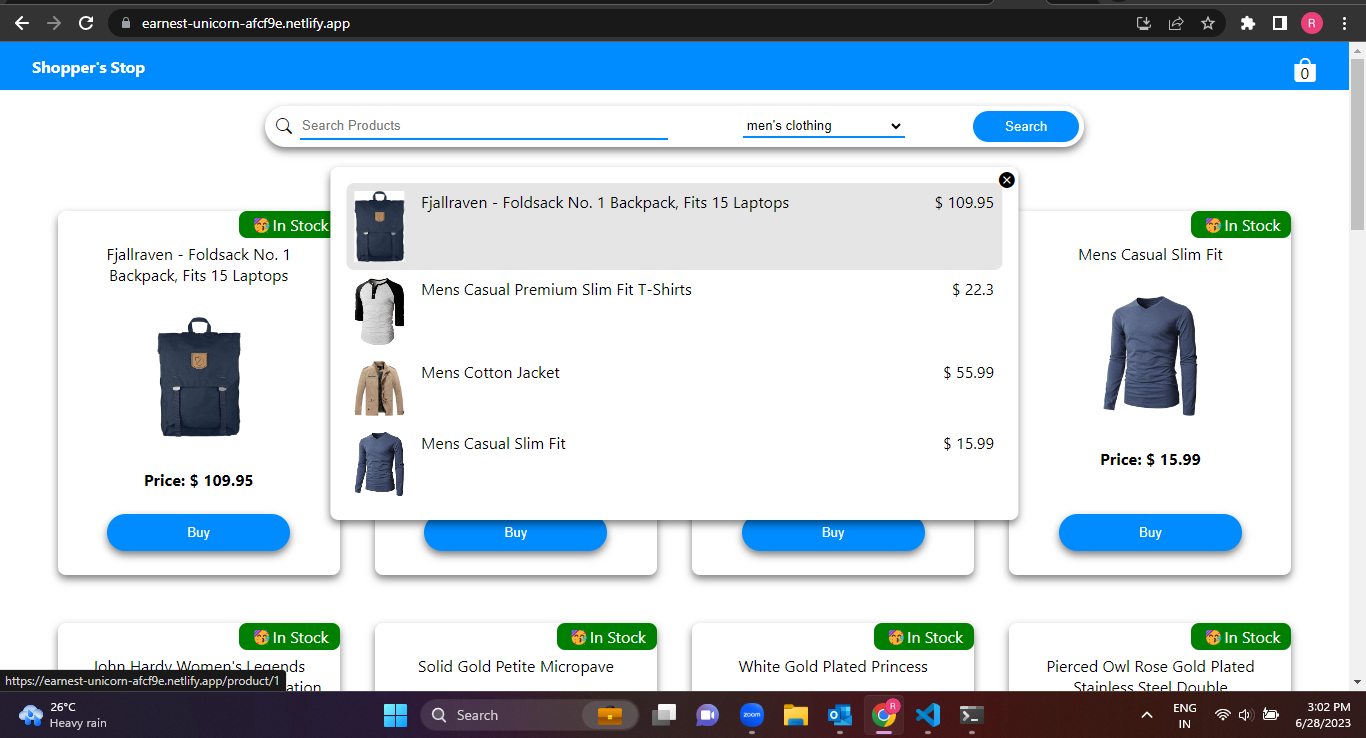 earnest-unicorn-afcf9e.netlify.app
R
Shopper's Stop
0
Search Products
men's clothing
Search
Fjallraven - Foldsack No. 1 Backpack, Fits 15 Laptops
$ 109.95
Mens Casual Premium Slim Fit T-Shirts
$ 22.3
Mens Cotton Jacket
$ 55.99
Mens Casual Slim Fit
$ 15.99
In Stock
Fjallraven - Foldsack No. 1
Backpack, Fits 15 Laptops
Price: $ 109.95
Buy
Buy
Buy
In Stock
Mens Casual Slim Fit
Price: $ 15.99
Buy
In Stock
John Hardy Women's Legends
In Stock
Solid Gold Petite Micropave
In Stock
White Gold Plated Princess
In Stock
Pierced Owl Rose Gold Plated
Stainless Steel Double
https://earnest-unicorn-afcf9e.netlify.app/product/1
26°C
Heavy rain
Search
zoom
R
ENG
IN
3:02 PM
6/28/2023